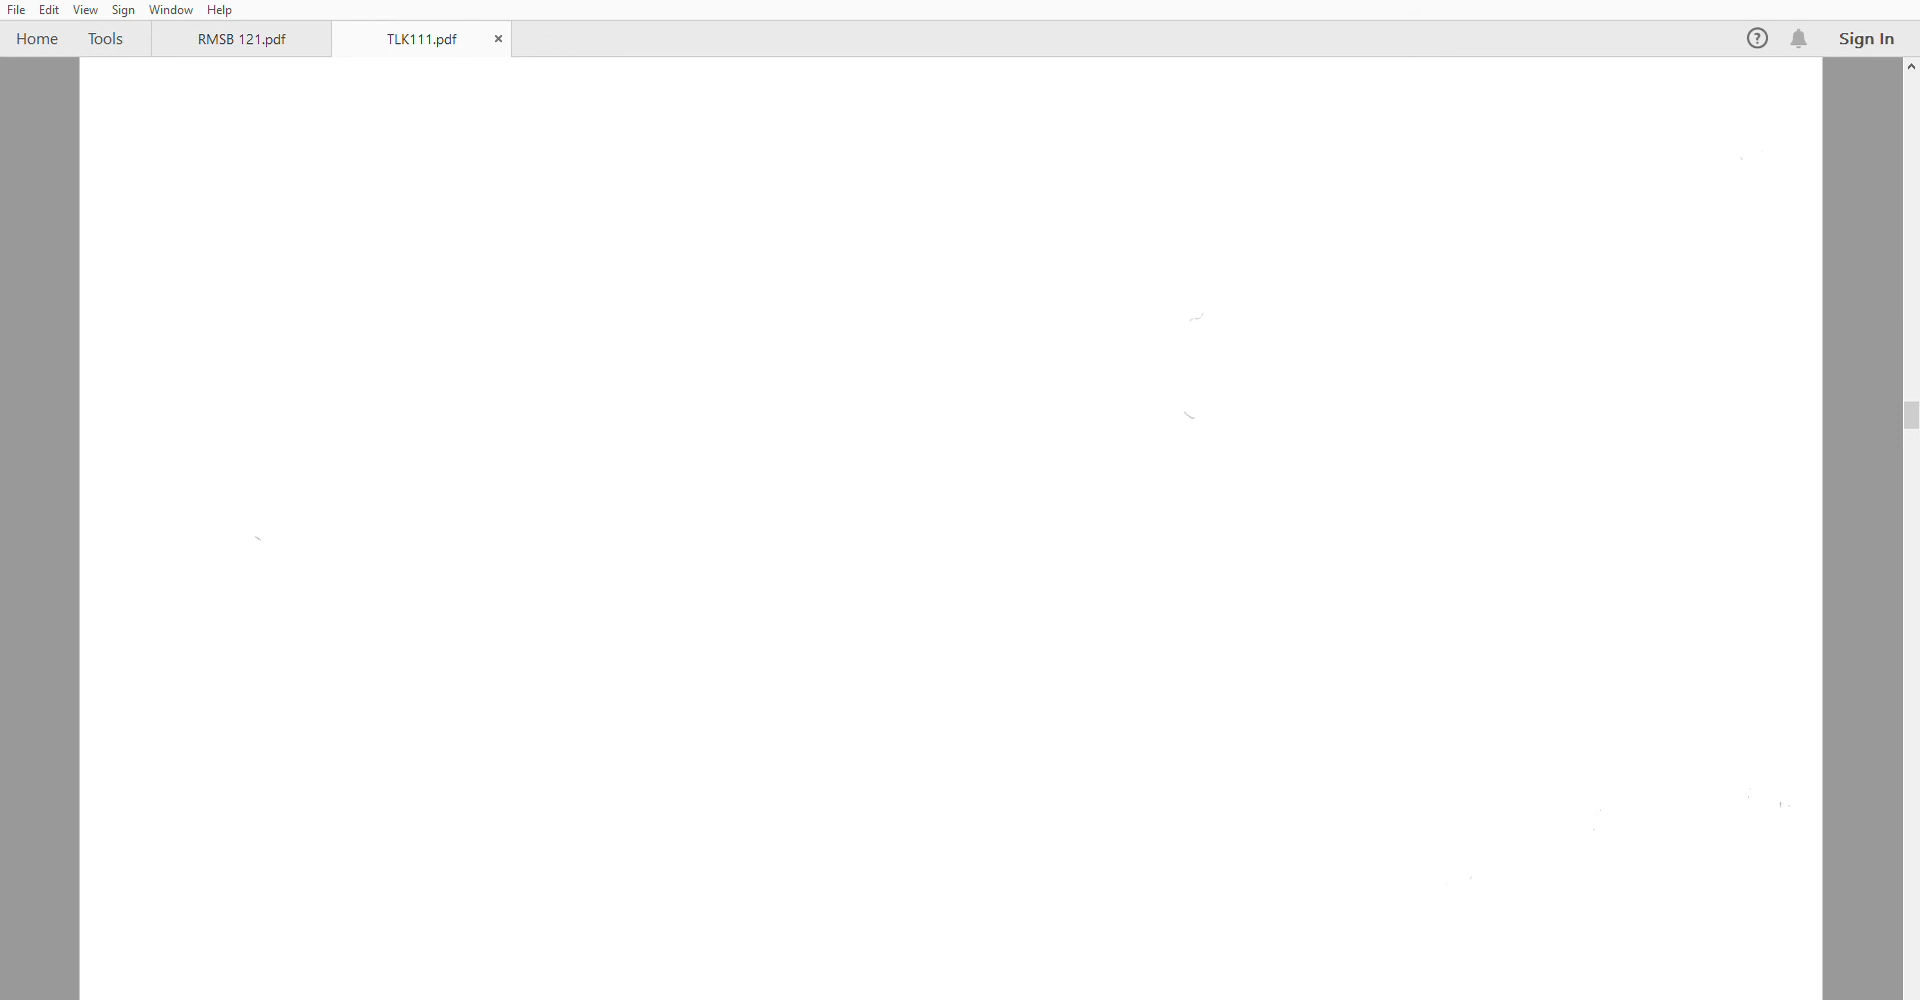 File Edit View Sign Window Help
Home Tools RMSB 121.pdf TLK111.pdf × ? Sign In